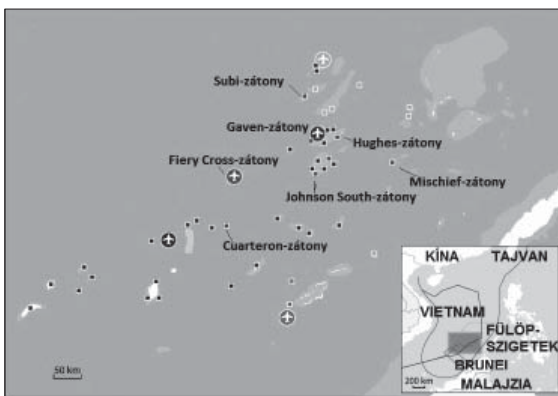 Subi-zátony
Gaven-zátony
Hughes-zátony
Fiery Cross-zátony
Mischief-zátony
Johnson South-zátony
Cuarteron-zátony
50 km
KÍNA
TAJVAN
VIETNAM
FÜLÖP-
SZIGETEK
BRUNEI
200 km
MALAJZIA